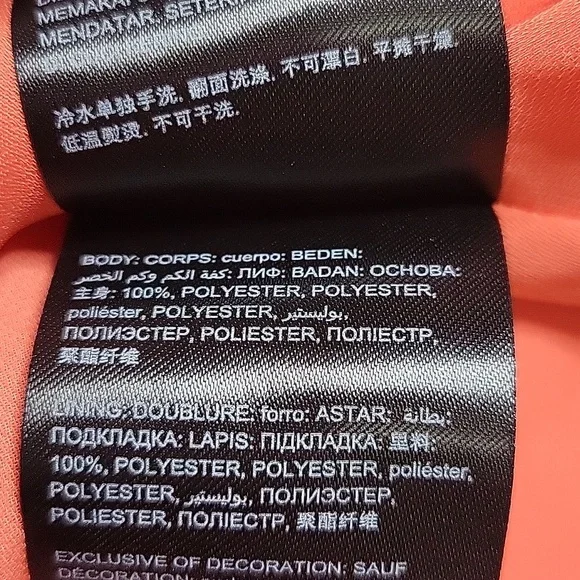 MENDATAR. SETERI
冷水单独手洗, 翻面洗涤, 不可漂白, 平摊干燥,
低温熨烫, 不可干洗.
BODY: CORPS: cuerpo: BEDEN:
كفة الكم وكم الخصر: ЛИФ: BADAN: ОСНОВА:
主身: 100%, POLYESTER, POLYESTER,
poliéster, POLYESTER, بوليستير,
ПОЛИЭСТЕР, POLIESTER, ПОЛІЕСТР,
聚酯纤维
LINING: DOUBLURE: forro: ASTAR: بطانة:
ПОДКЛАДКА: LAPIS: ПІДКЛАДКА: 里料:
100%, POLYESTER, POLYESTER, poliéster,
POLYESTER, بوليستير, ПОЛИЭСТЕР,
POLIESTER, ПОЛІЕСТР, 聚酯纤维
EXCLUSIVE OF DECORATION: SAUF